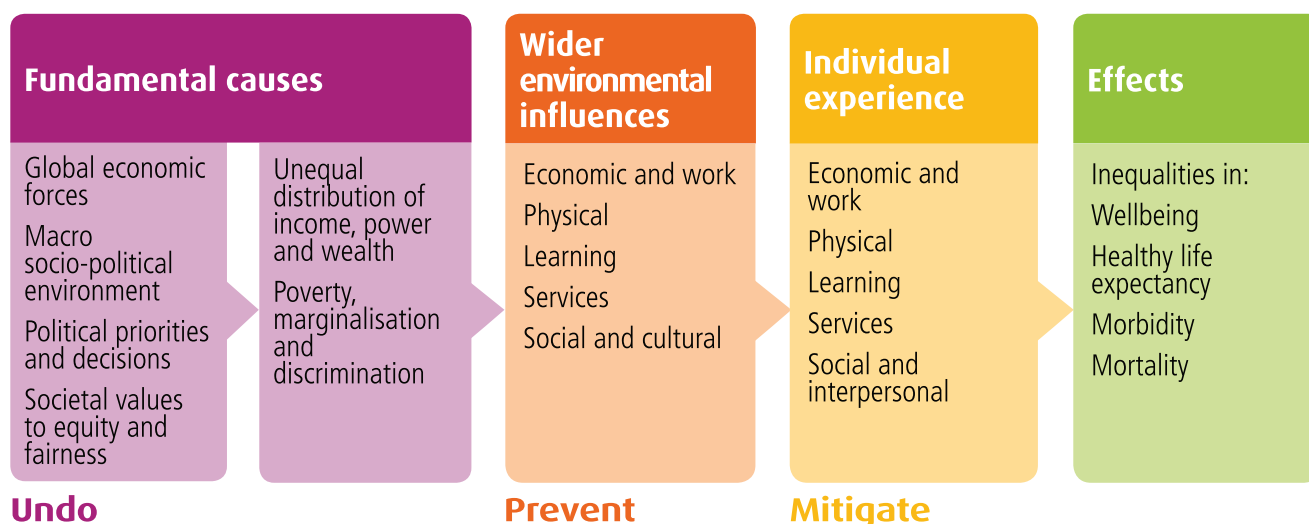 Fundamental causes
Global economic
forces
Macro
socio-political
environment
Political priorities
and decisions
Societal values
to equity and
fairness
Unequal
distribution of
income, power
and wealth
Poverty,
marginalisation
and
discrimination
Undo
Wider
environmental
influences
Economic and work
Physical
Learning
Services
Social and cultural
Prevent
Individual
experience
Economic and
work
Physical
Learning
Services
Social and
interpersonal
Mitigate
Effects
Inequalities in:
Wellbeing
Healthy life
expectancy
Morbidity
Mortality